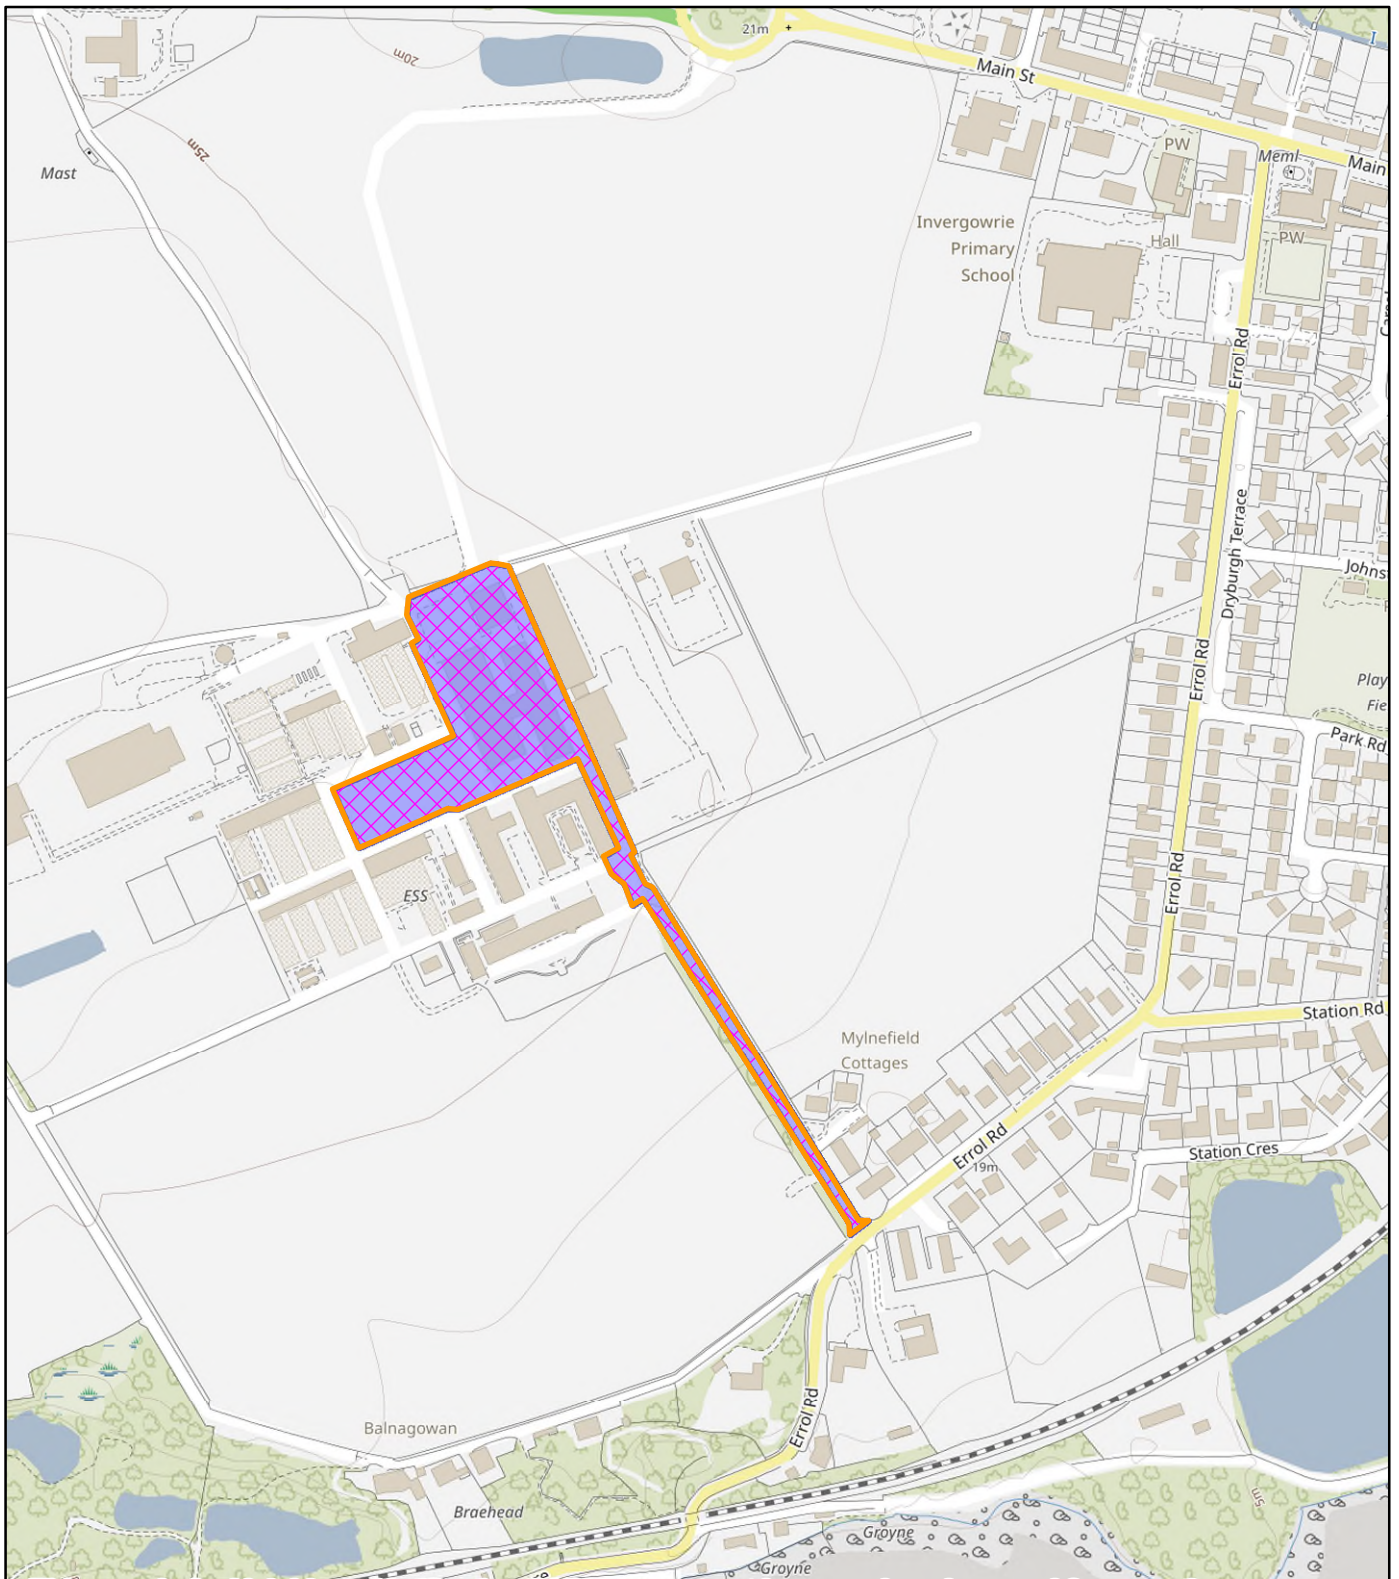 21m
20m
Main St
25m
Mast
PW
Meml
Main
Invergowrie
Primary
School
Hall
PW
Errol Rd
Dryburgh Terrace
Johns
Errol Rd
Play
Fie
Park Rd
Errol Rd
ESS
Station Rd
Mylnefield
Cottages
Errol Rd
19m
Station Cres
Errol Rd
Balnagowan
Braehead
5m
Groyne
Groyne